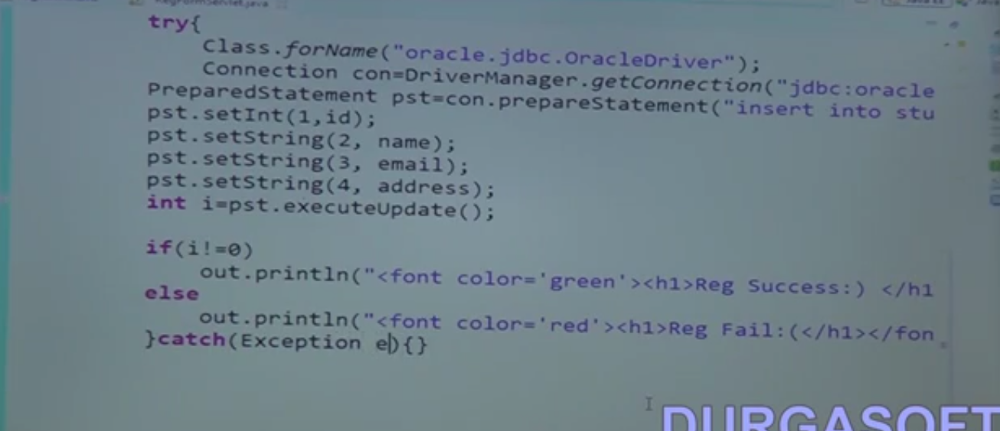 RegFormServlet.java
try{
Class.forName("oracle.jdbc.OracleDriver");
Connection con=DriverManager.getConnection("jdbc:oracle
PreparedStatement pst=con.prepareStatement("insert into stu
pst.setInt(1,id);
pst.setString(2, name);
pst.setString(3, email);
pst.setString(4, address);
int i=pst.executeUpdate();
if(i!=0)
out.println("<font color='green'><h1>Reg Success:) </h1
else
out.println("<font color='red'><h1>Reg Fail:(</h1></fon
}catch(Exception e){}
DURGASOFT